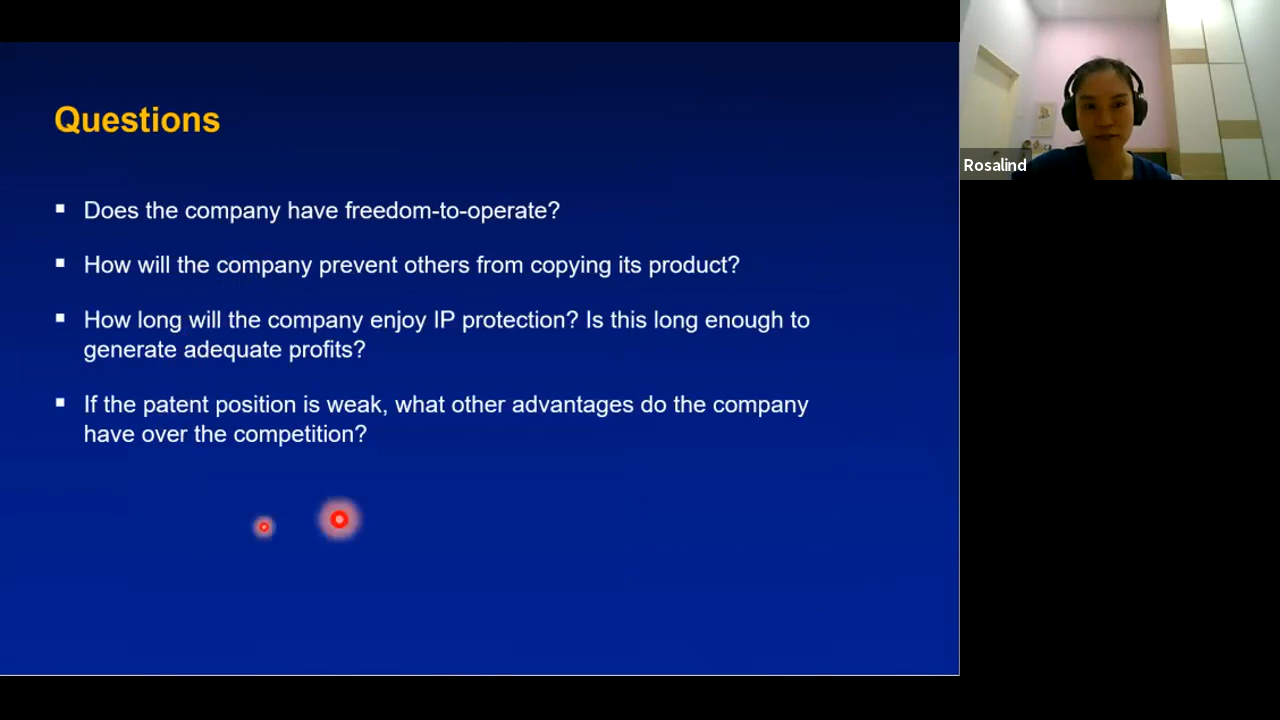 Questions
▪ Does the company have freedom-to-operate?
▪ How will the company prevent others from copying its product?
▪ How long will the company enjoy IP protection? Is this long enough to
generate adequate profits?
▪ If the patent position is weak, what other advantages do the company
have over the competition?
Rosalind